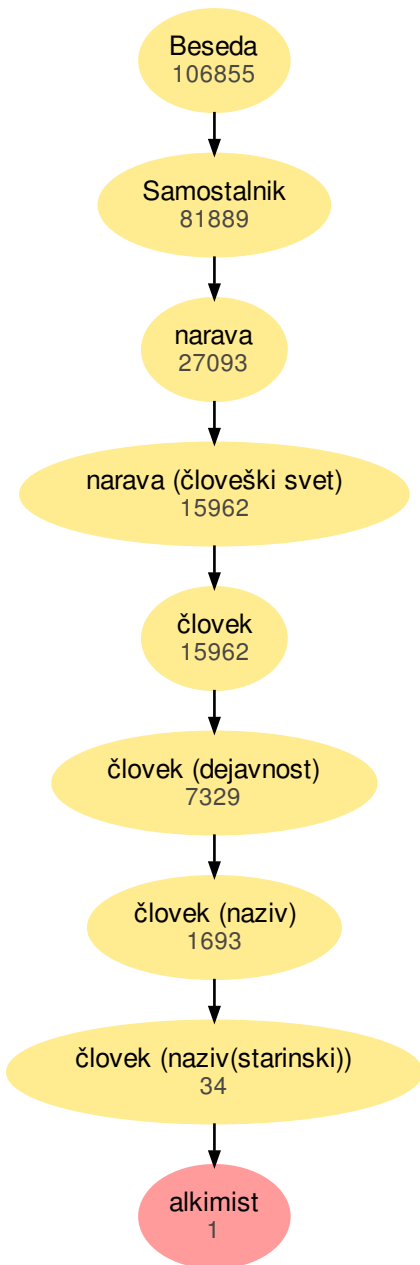 Beseda
106855
Samostalnik
81889
narava
27093
narava (človeški svet)
15962
človek
15962
človek (dejavnost)
7329
človek (naziv)
1693
človek (naziv(starinski))
34
alkimist
1